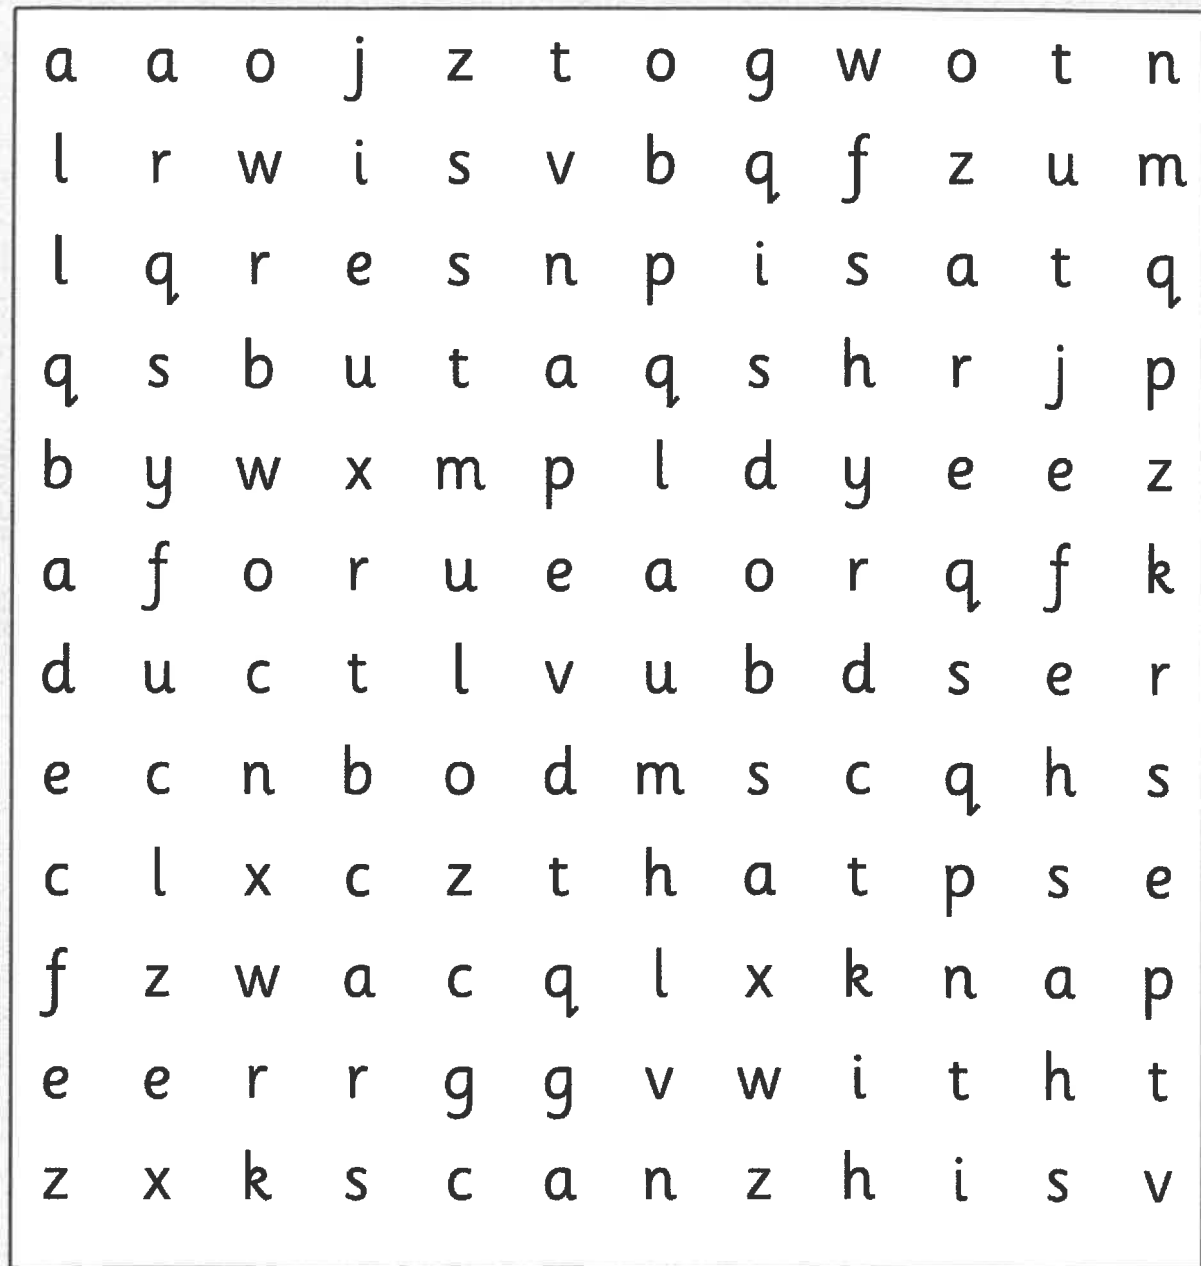 a a o j z t o g w o t n
l r w i s v b q f z u m
l q r e s n p i s a t q
q s b u t a q s h r j p
b y w x m p l d y e e z
a f o r u e a o r q f k
d u c t l v u b d s e r
e c n b o d m s c q h s
c l x c z t h a t p s e
f z w a c q l x k n a p
e e r r g g v w i t h t
z x k s c a n z h i s v